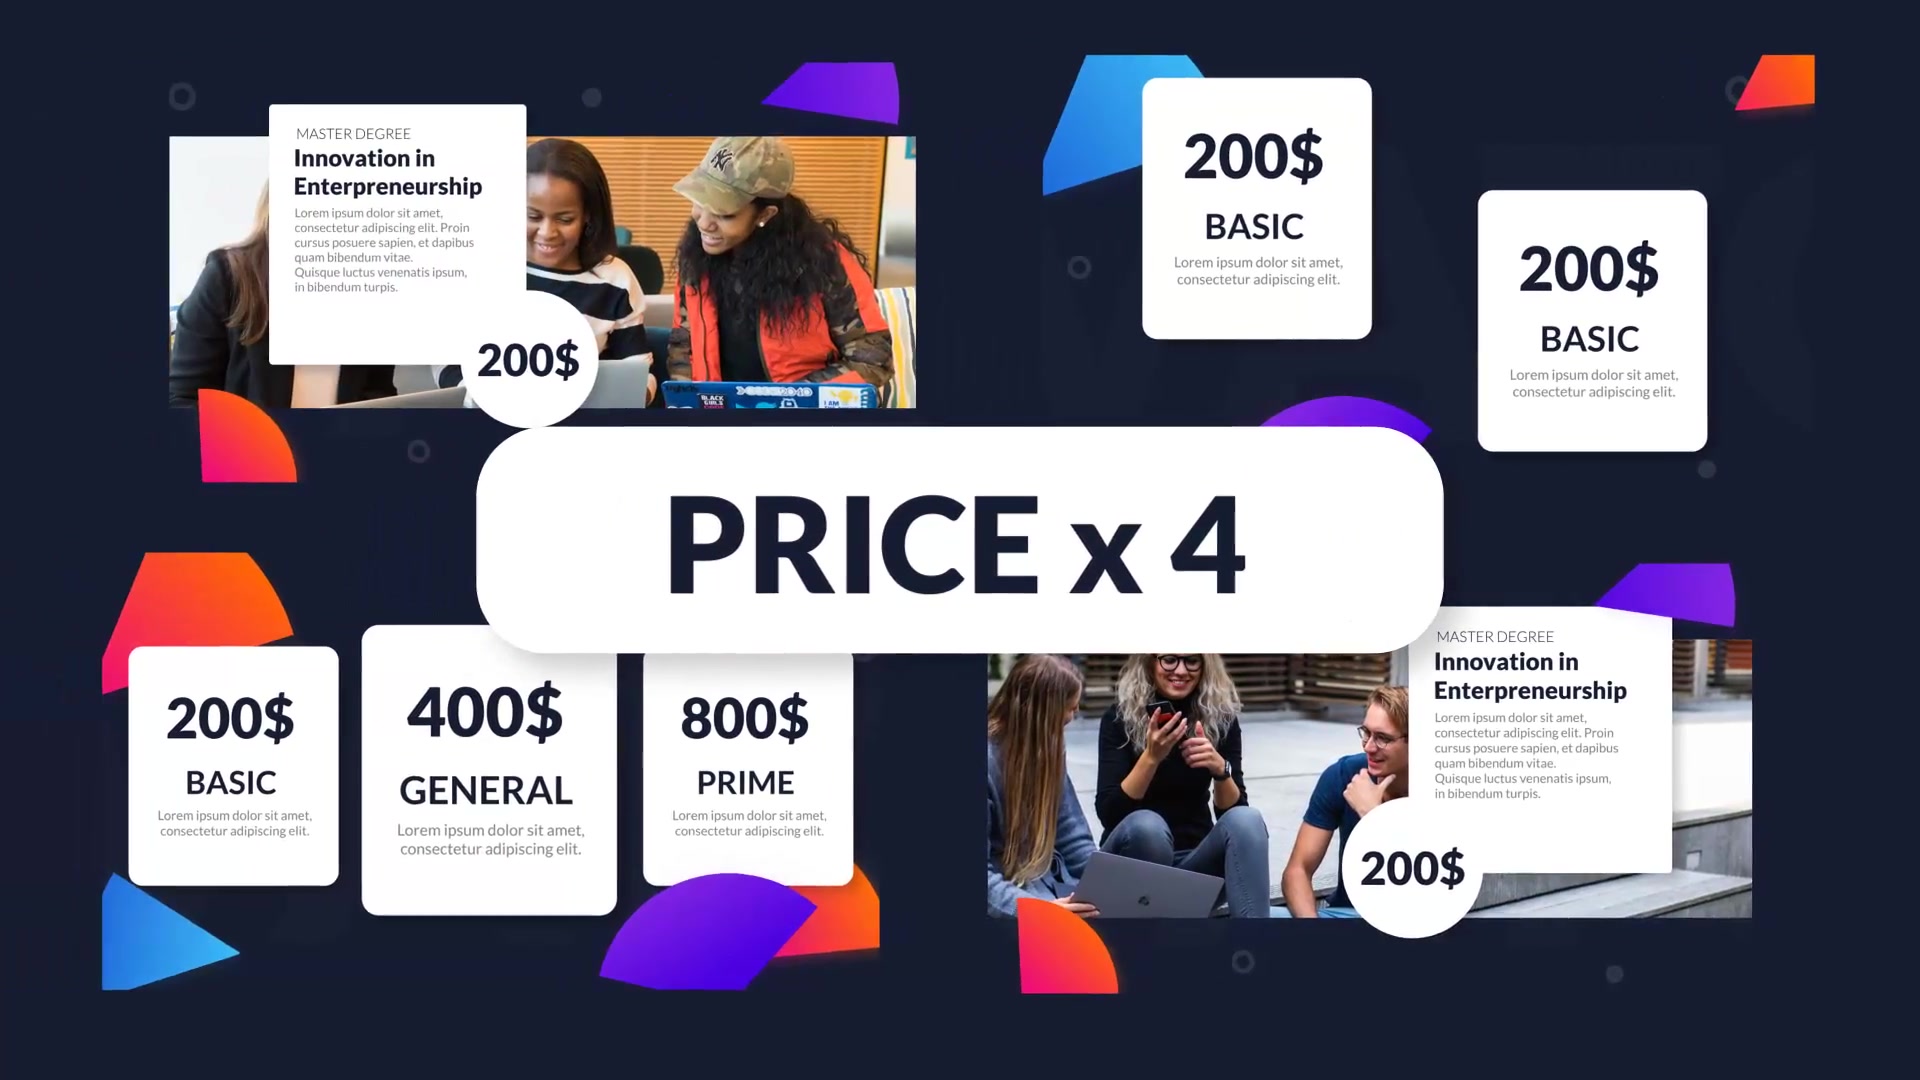 MASTER DEGREE
Innovation in
Enterpreneurship
Lorem ipsum dolor sit amet,
consectetur adipiscing elit. Proin
cursus posuere sapien, et dapibus
quam bibendum vitae.
Quisque luctus venenatis ipsum,
in bibendum turpis.
200$
200$
BASIC
Lorem ipsum dolor sit amet,
consectetur adipiscing elit.
200$
BASIC
Lorem ipsum dolor sit amet,
consectetur adipiscing elit.
PRICE x 4
200$
BASIC
Lorem ipsum dolor sit amet,
consectetur adipiscing elit.
400$
GENERAL
Lorem ipsum dolor sit amet,
consectetur adipiscing elit.
800$
PRIME
Lorem ipsum dolor sit amet,
consectetur adipiscing elit.
MASTER DEGREE
Innovation in
Enterpreneurship
Lorem ipsum dolor sit amet,
consectetur adipiscing elit. Proin
cursus posuere sapien, et dapibus
quam bibendum vitae.
Quisque luctus venenatis ipsum,
in bibendum turpis.
200$